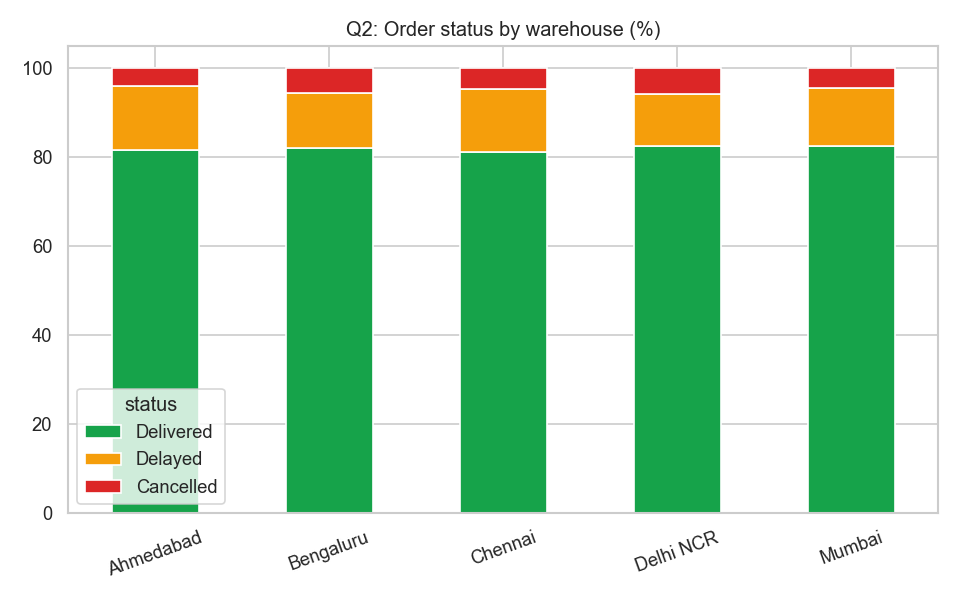 Q2: Order status by warehouse (%)
100
80
60
40
20
0
status
Delivered
Delayed
Cancelled
Ahmedabad
Bengaluru
Chennai
Delhi NCR
Mumbai